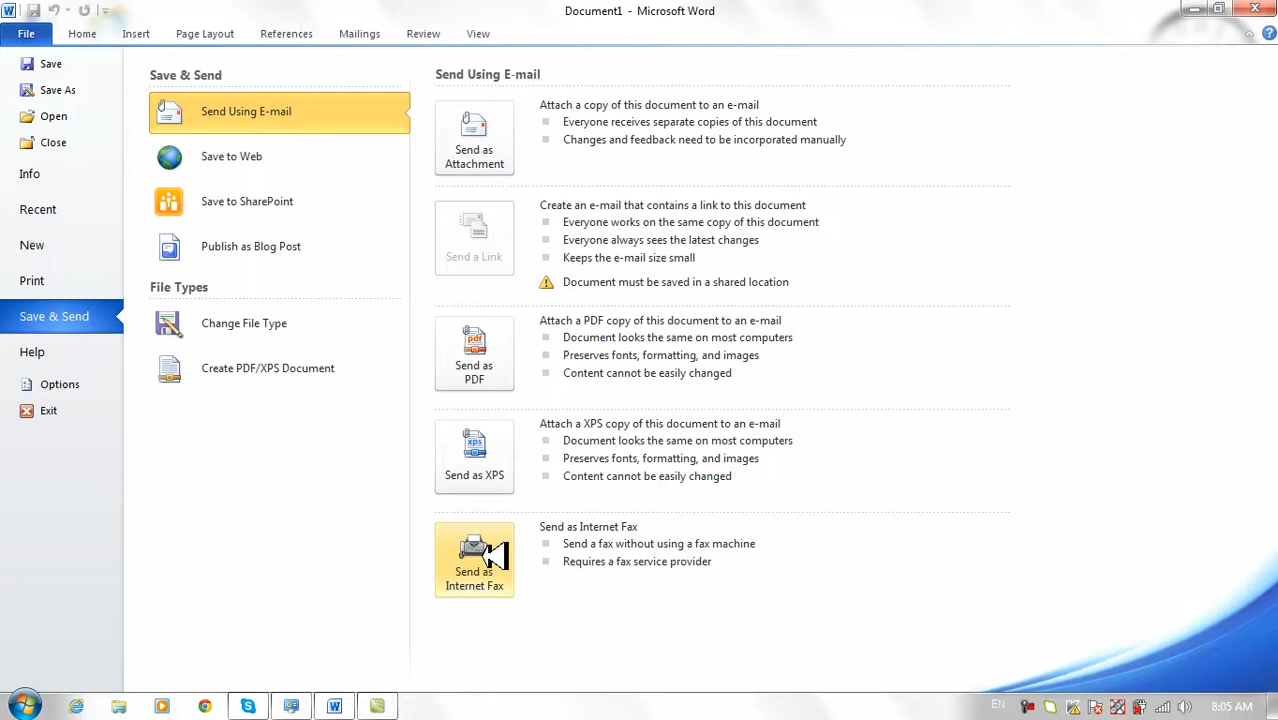 Document1 - Microsoft Word
File Home Insert Page Layout References Mailings Review View
Save
Save As
Open
Close
Info
Recent
New
Print
Save & Send
Help
Options
Exit
Save & Send
Send Using E-mail
Save to Web
Save to SharePoint
Publish as Blog Post
File Types
Change File Type
Create PDF/XPS Document
Send Using E-mail
Send as
Attachment
Attach a copy of this document to an e-mail
Everyone receives separate copies of this document
Changes and feedback need to be incorporated manually
Send a Link
Create an e-mail that contains a link to this document
Everyone works on the same copy of this document
Everyone always sees the latest changes
Keeps the e-mail size small
Document must be saved in a shared location
pdf
Send as
PDF
Attach a PDF copy of this document to an e-mail
Document looks the same on most computers
Preserves fonts, formatting, and images
Content cannot be easily changed
xps
Send as XPS
Attach a XPS copy of this document to an e-mail
Document looks the same on most computers
Preserves fonts, formatting, and images
Content cannot be easily changed
Send as
Internet Fax
Send as Internet Fax
Send a fax without using a fax machine
Requires a fax service provider
EN
8:05 AM